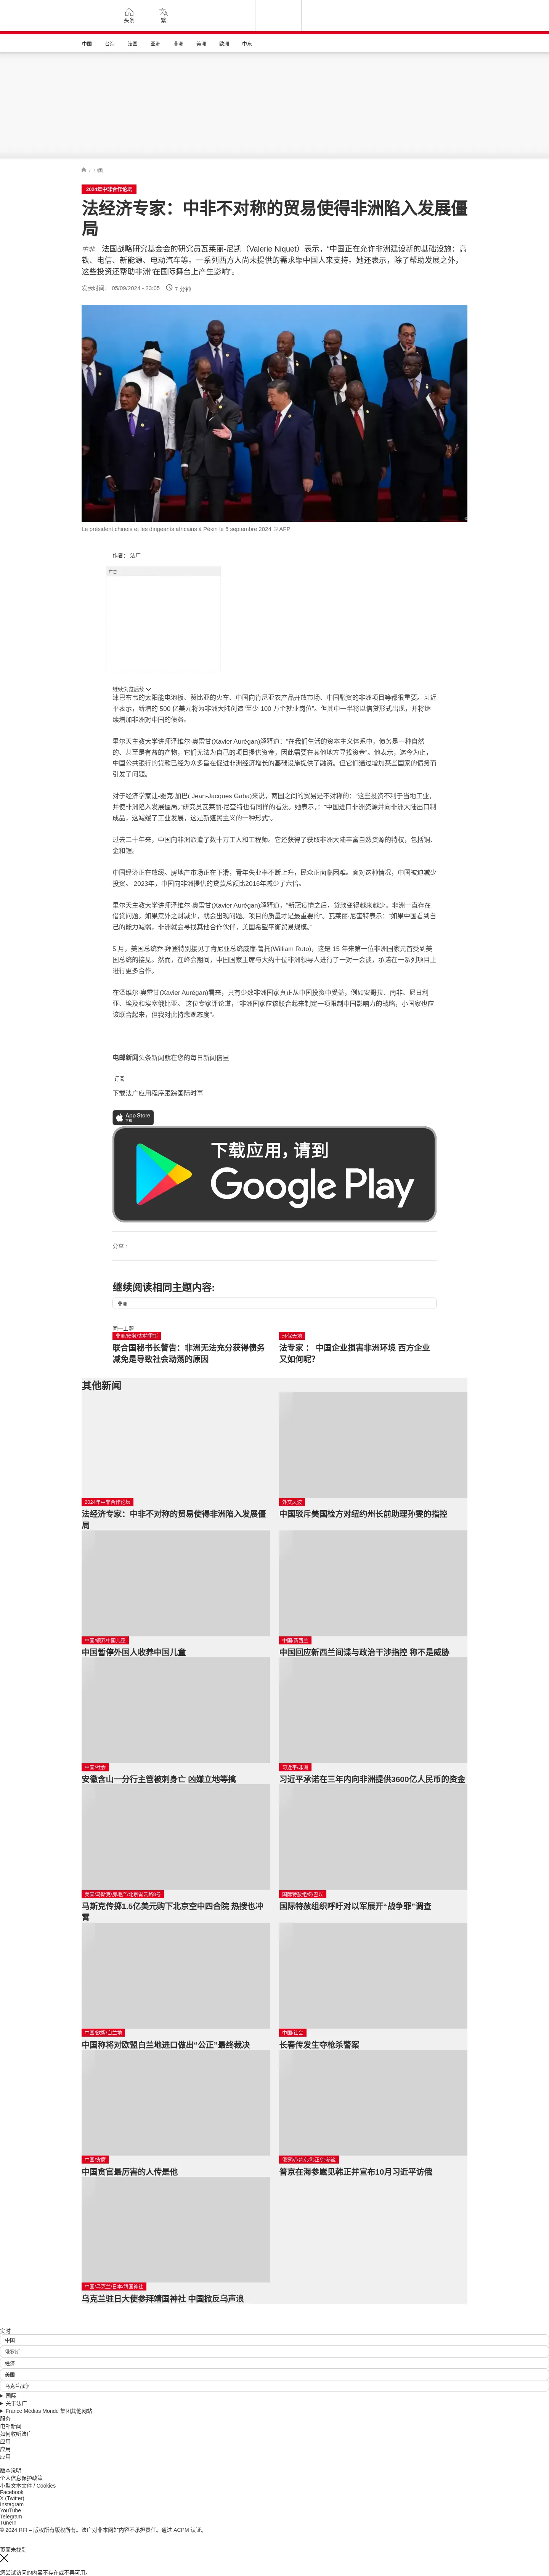 头条
繁
中国 台海 法国 亚洲 非洲 美洲 欧洲 中东
/ 中国
2024年中非合作论坛
法经济专家：中非不对称的贸易使得非洲陷入发展僵
局
中非 – 法国战略研究基金会的研究员瓦莱丽·尼凯（Valerie Niquet）表示，“中国正在允许非洲建设新的基础设施：高
铁、电信、新能源、电动汽车等。一系列西方人尚未提供的需求靠中国人来支持。她还表示，除了帮助发展之外，
这些投资还帮助非洲“在国际舞台上产生影响”。
发表时间： 05/09/2024 - 23:05 7 分钟
Le président chinois et les dirigeants africains à Pékin le 5 septembre 2024 © AFP
作者： 法广
广告
继续浏览后续
津巴布韦的太阳能电池板、赞比亚的火车、中国向肯尼亚农产品开放市场、中国融资的非洲项目等都很重要。习近
平表示，新增的 500 亿美元将为非洲大陆创造“至少 100 万个就业岗位”。但其中一半将以信贷形式出现，并将继
续增加非洲对中国的债务。
里尔天主教大学讲师泽维尔·奥雷甘(Xavier Aurégan)解释道：“在我们生活的资本主义体系中，债务是一种自然
的、甚至是有益的产物，它们无法为自己的项目提供资金，因此需要在其他地方寻找资金”。他表示，迄今为止，
中国公共银行的贷款已经为众多旨在促进非洲经济增长的基础设施提供了融资。但它们通过增加某些国家的债务而
引发了问题。
对于经济学家让-雅克·加巴( Jean-Jacques Gaba)来说，两国之间的贸易是不对称的：“这些投资不利于当地工业，
并使非洲陷入发展僵局。”研究员瓦莱丽·尼奎特也有同样的看法。她表示，：“中国进口非洲资源并向非洲大陆出口制
成品，这减缓了工业发展，这是新殖民主义的一种形式”。
过去二十年来，中国向非洲派遣了数十万工人和工程师。它还获得了获取非洲大陆丰富自然资源的特权，包括铜、
金和锂。
中国经济正在放缓。房地产市场正在下滑，青年失业率不断上升，民众正面临困难。面对这种情况，中国被迫减少
投资。 2023年，中国向非洲提供的贷款总额比2016年减少了六倍。
里尔天主教大学讲师泽维尔·奥雷甘(Xavier Aurégan)解释道，“新冠疫情之后，贷款变得越来越少。非洲一直存在
偿贷问题。如果意外之财减少，就会出现问题。项目的质量才是最重要的”。瓦莱丽·尼奎特表示：“如果中国看到自
己的能力减弱，非洲就会寻找其他合作伙伴，美国希望平衡贸易规模。”
5 月，美国总统乔·拜登特别接见了肯尼亚总统威廉·鲁托(William Ruto)，这是 15 年来第一位非洲国家元首受到美
国总统的接见。然而，在峰会期间，中国国家主席与大约十位非洲领导人进行了一对一会谈，承诺在一系列项目上
进行更多合作。
在泽维尔·奥雷甘(Xavier Aurégan)看来，只有少数非洲国家真正从中国投资中受益，例如安哥拉、南非、尼日利
亚、埃及和埃塞俄比亚。 这位专家评论道，“非洲国家应该联合起来制定一项限制中国影响力的战略，小国家也应
该联合起来，但我对此持悲观态度”。
电邮新闻头条新闻就在您的每日新闻信里
订阅
下载法广应用程序跟踪国际时事
App Store
下载
下载应用，请到
Google Play
分享 :
继续阅读相同主题内容:
非洲
同一主题
非洲/债务/古特雷斯
联合国秘书长警告：非洲无法充分获得债务
减免是导致社会动荡的原因
环保天地
法专家 ： 中国企业损害非洲环境 西方企业
又如何呢?
其他新闻
2024年中非合作论坛
法经济专家：中非不对称的贸易使得非洲陷入发展僵
局
外交风波
中国驳斥美国检方对纽约州长前助理孙雯的指控
中国/领养中国儿童
中国暂停外国人收养中国儿童
中国/新西兰
中国回应新西兰间谍与政治干涉指控 称不是威胁
中国/社会
安徽含山一分行主管被刺身亡 凶嫌立地等擒
习近平/非洲
习近平承诺在三年内向非洲提供3600亿人民币的资金
美国/马斯克/房地产/北京霄云路8号
马斯克传掷1.5亿美元购下北京空中四合院 热搜也冲
霄
国际特赦组织/巴以
国际特赦组织呼吁对以军展开“战争罪”调查
中国/欧盟/白兰地
中国称将对欧盟白兰地进口做出“公正”最终裁决
中国/社会
长春传发生夺枪杀警案
中国/贪腐
中国贪官最厉害的人传是他
俄罗斯/普京/韩正/海参崴
普京在海参崴见韩正并宣布10月习近平访俄
中国/乌克兰/日本/靖国神社
乌克兰驻日大使参拜靖国神社 中国掀反乌声浪
实时
中国
俄罗斯
经济
美国
乌克兰战争
国际
关于法广
France Médias Monde 集团其他网站
服务
电邮新闻
如何收听法广
应用
应用
应用
版本说明
个人信息保护政策
小型文本文件 / Cookies
Facebook
X (Twitter)
Instagram
YouTube
Telegram
TuneIn
© 2024 RFI – 版权所有版权所有。法广对非本网站内容不承担责任。通过 ACPM 认证。
页面未找到
您尝试访问的内容不存在或不再可用。